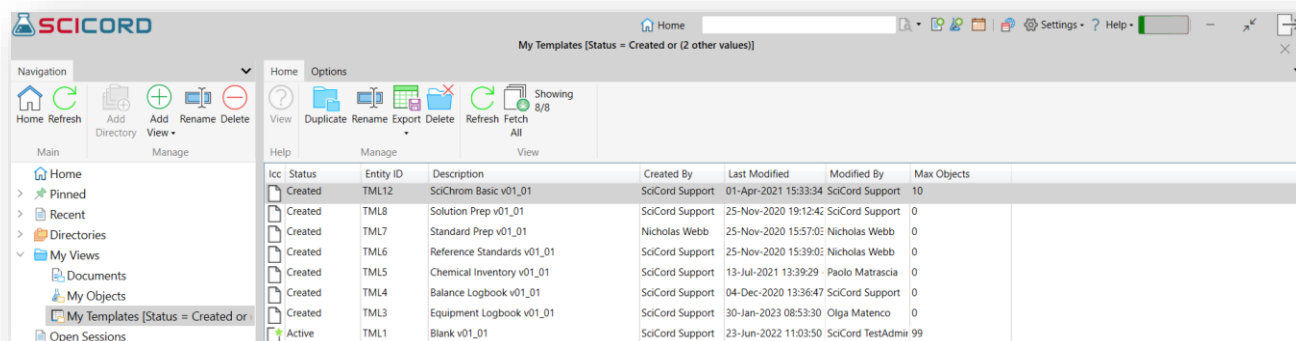 SCICORD
Home
Settings
? Help
My Templates [Status = Created or (2 other values)]
Navigation
Home Options
Home Refresh Add Directory Add View Rename Delete
Main Manage
View Duplicate Rename Export Delete Refresh Fetch All Showing 8/8
Help Manage View
Home
Pinned
Recent
Directories
My Views
Documents
My Objects
My Templates [Status = Created or
Open Sessions
Icc Status Entity ID Description Created By Last Modified Modified By Max Objects
Created TML12 SciChrom Basic v01_01 SciCord Support 01-Apr-2021 15:33:34 SciCord Support 10
Created TML8 Solution Prep v01_01 SciCord Support 25-Nov-2020 19:12:42 SciCord Support 0
Created TML7 Standard Prep v01_01 Nicholas Webb 25-Nov-2020 15:57:03 Nicholas Webb 0
Created TML6 Reference Standards v01_01 SciCord Support 25-Nov-2020 15:39:03 Nicholas Webb 0
Created TML5 Chemical Inventory v01_01 SciCord Support 13-Jul-2021 13:39:29 Paolo Matrascia 0
Created TML4 Balance Logbook v01_01 SciCord Support 04-Dec-2020 13:36:47 SciCord Support 0
Created TML3 Equipment Logbook v01_01 SciCord Support 30-Jan-2023 08:53:30 Olga Matenco 0
Active TML1 Blank v01_01 SciCord Support 23-Jun-2022 11:03:50 SciCord TestAdmir 99